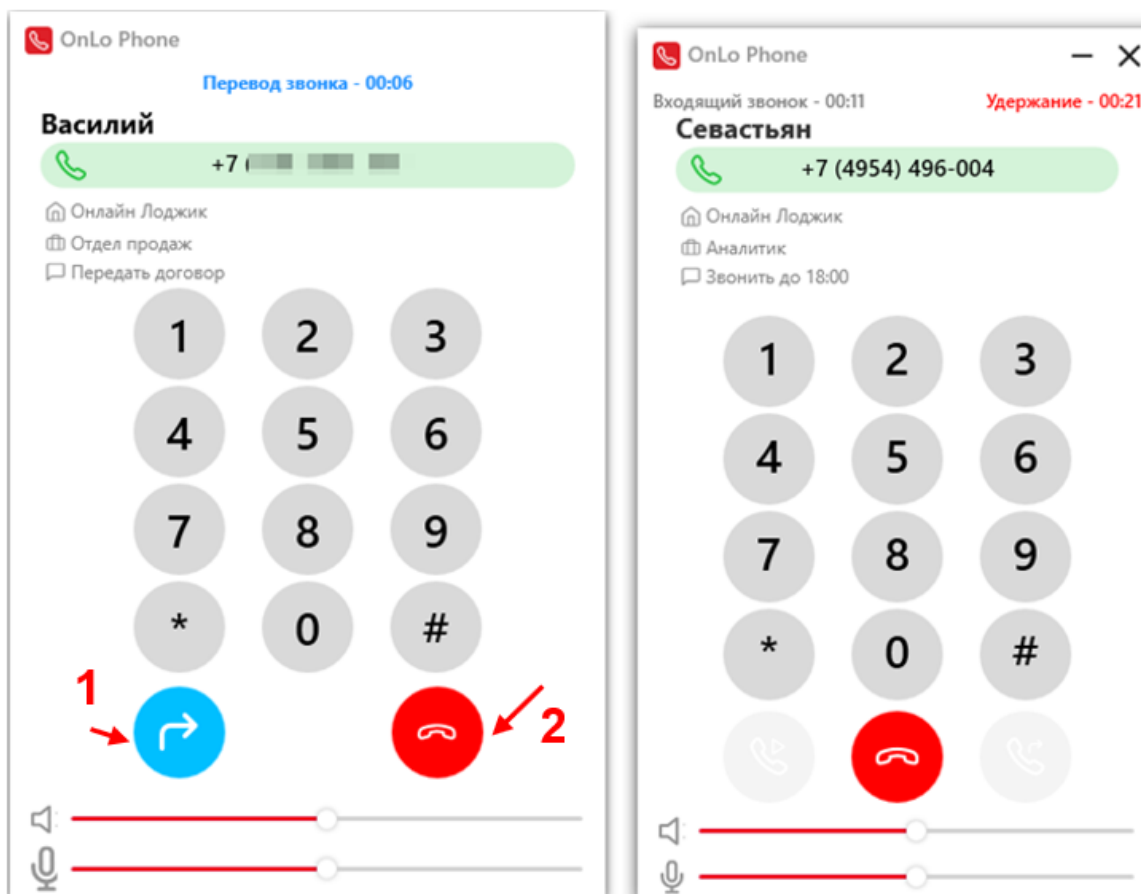 OnLo Phone
Перевод звонка - 00:06
Василий
+7 (
Онлайн Лоджик
Отдел продаж
Передать договор
1 2 3
4 5 6
7 8 9
* 0 #
1
2
OnLo Phone
Входящий звонок - 00:11 Удержание - 00:21
Севастьян
+7 (4954) 496-004
Онлайн Лоджик
Аналитик
Звонить до 18:00
1 2 3
4 5 6
7 8 9
* 0 #